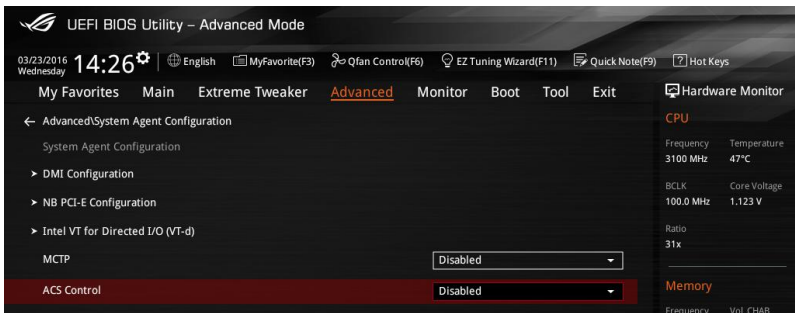 UEFI BIOS Utility – Advanced Mode
03/23/2016 14:26 English MyFavorite(F3) Qfan Control(F6) EZ Tuning Wizard(F11) Quick Note(F9) ? Hot Keys
Wednesday
My Favorites Main Extreme Tweaker Advanced Monitor Boot Tool Exit Hardware Monitor
← Advanced\System Agent Configuration
CPU
System Agent Configuration
Frequency Temperature
3100 MHz 47°C
> DMI Configuration
BCLK Core Voltage
> NB PCI-E Configuration
100.0 MHz 1.123 V
> Intel VT for Directed I/O (VT-d)
Ratio
31x
MCTP Disabled
ACS Control Disabled
Memory
Frequency Vol_CHAB